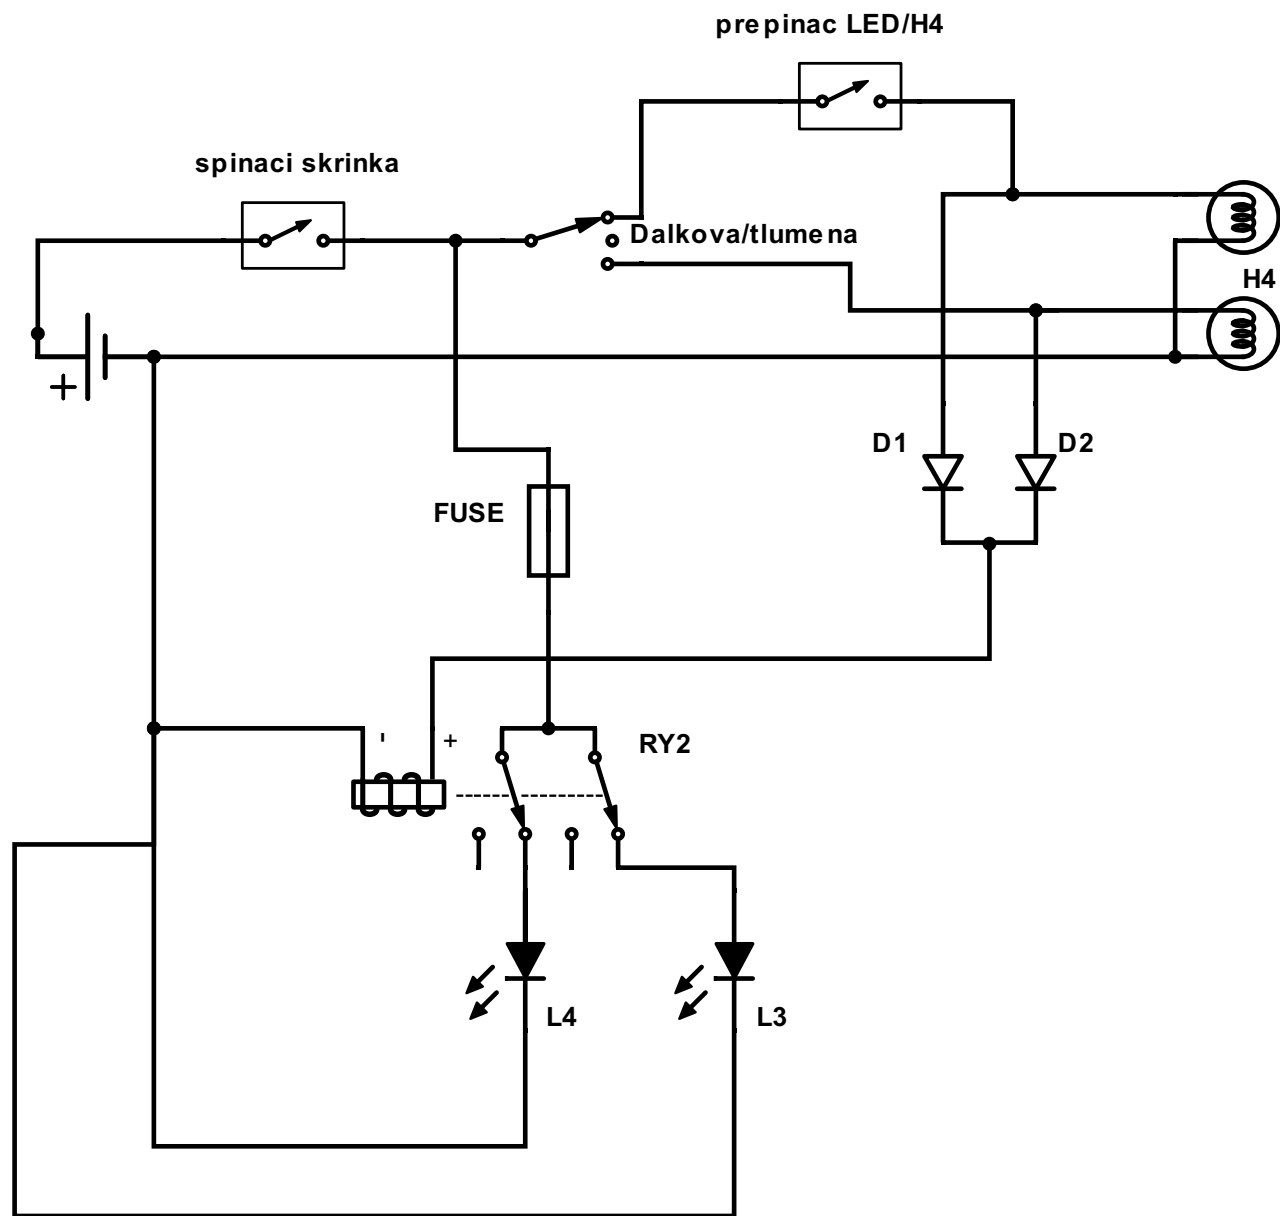 prepinac LED/H4
spinaci skrinka
Dalkova/tlumena
H4
+
D1
D2
FUSE
- +
RY2
L4
L3